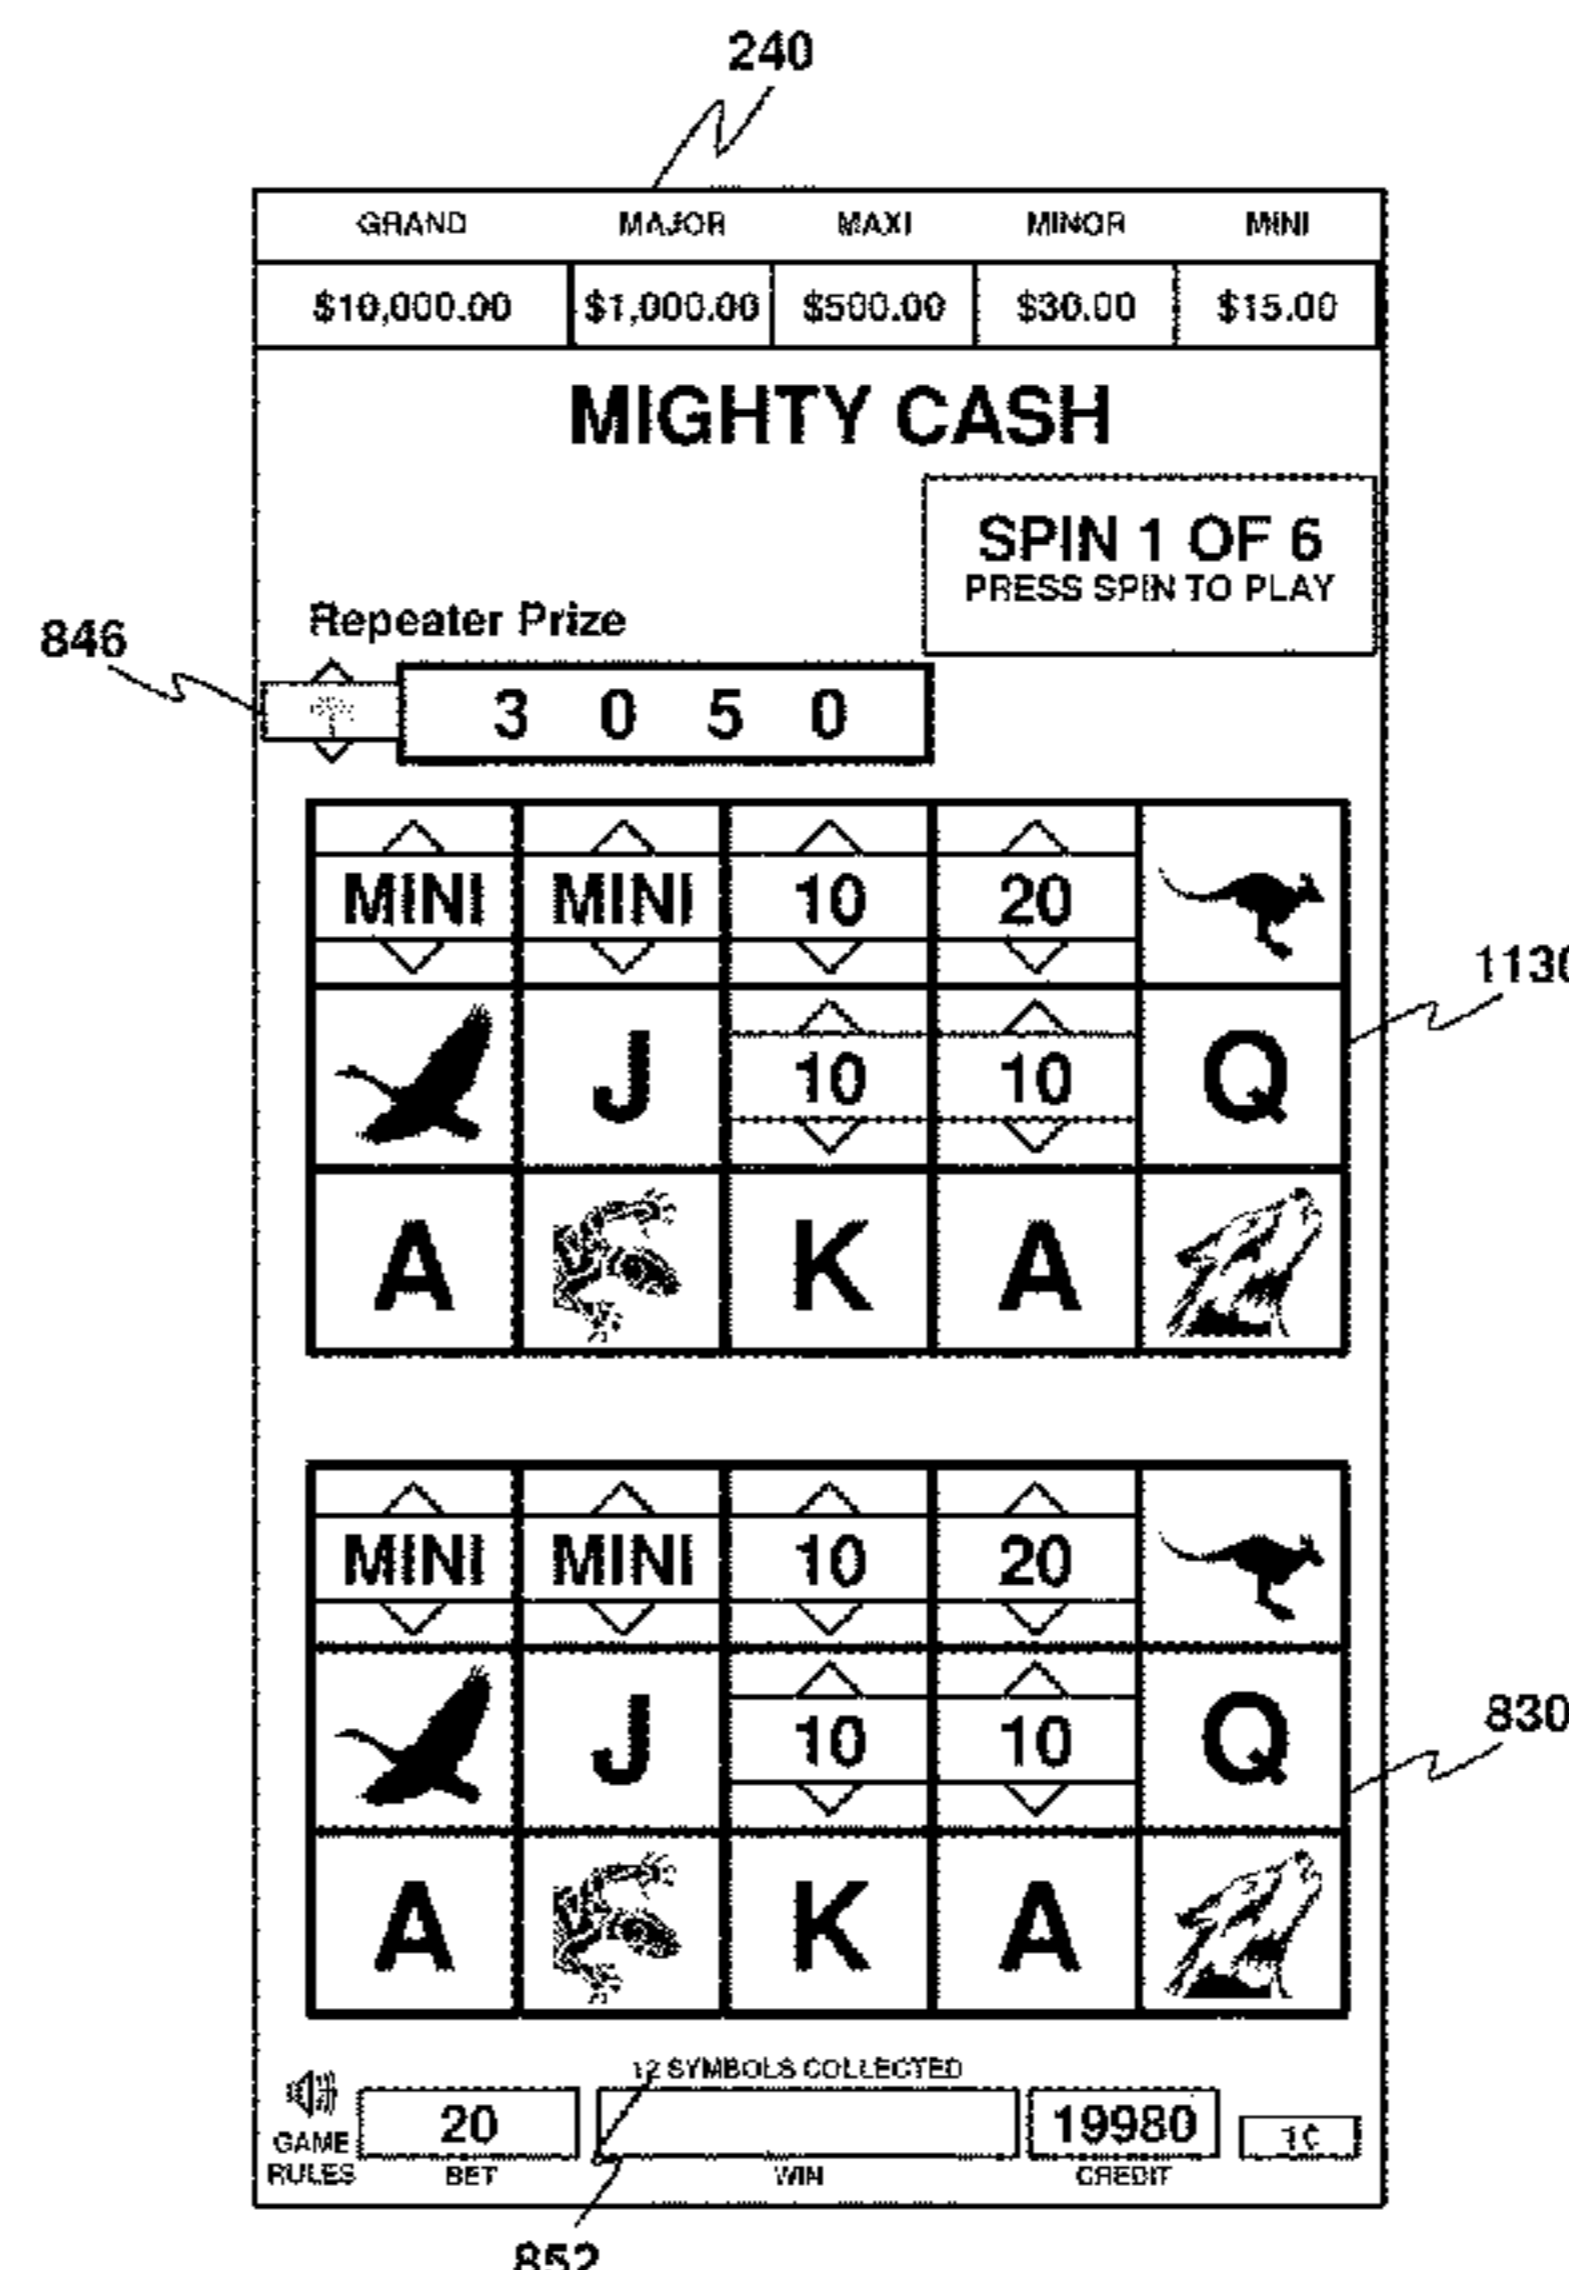 240
GRAND MAJOR MAXI MINOR MINI
$10,000.00 $1,000.00 $500.00 $30.00 $15.00
MIGHTY CASH
SPIN 1 OF 6
PRESS SPIN TO PLAY
Repeater Prize
846
3 0 5 0
MINI MINI 10 20
1130
J 10 10 Q
A K A
MINI MINI 10 20
830
J 10 10 Q
A K A
12 SYMBOLS COLLECTED
20 19980 1¢
GAME
RULES BET WIN CREDIT
852